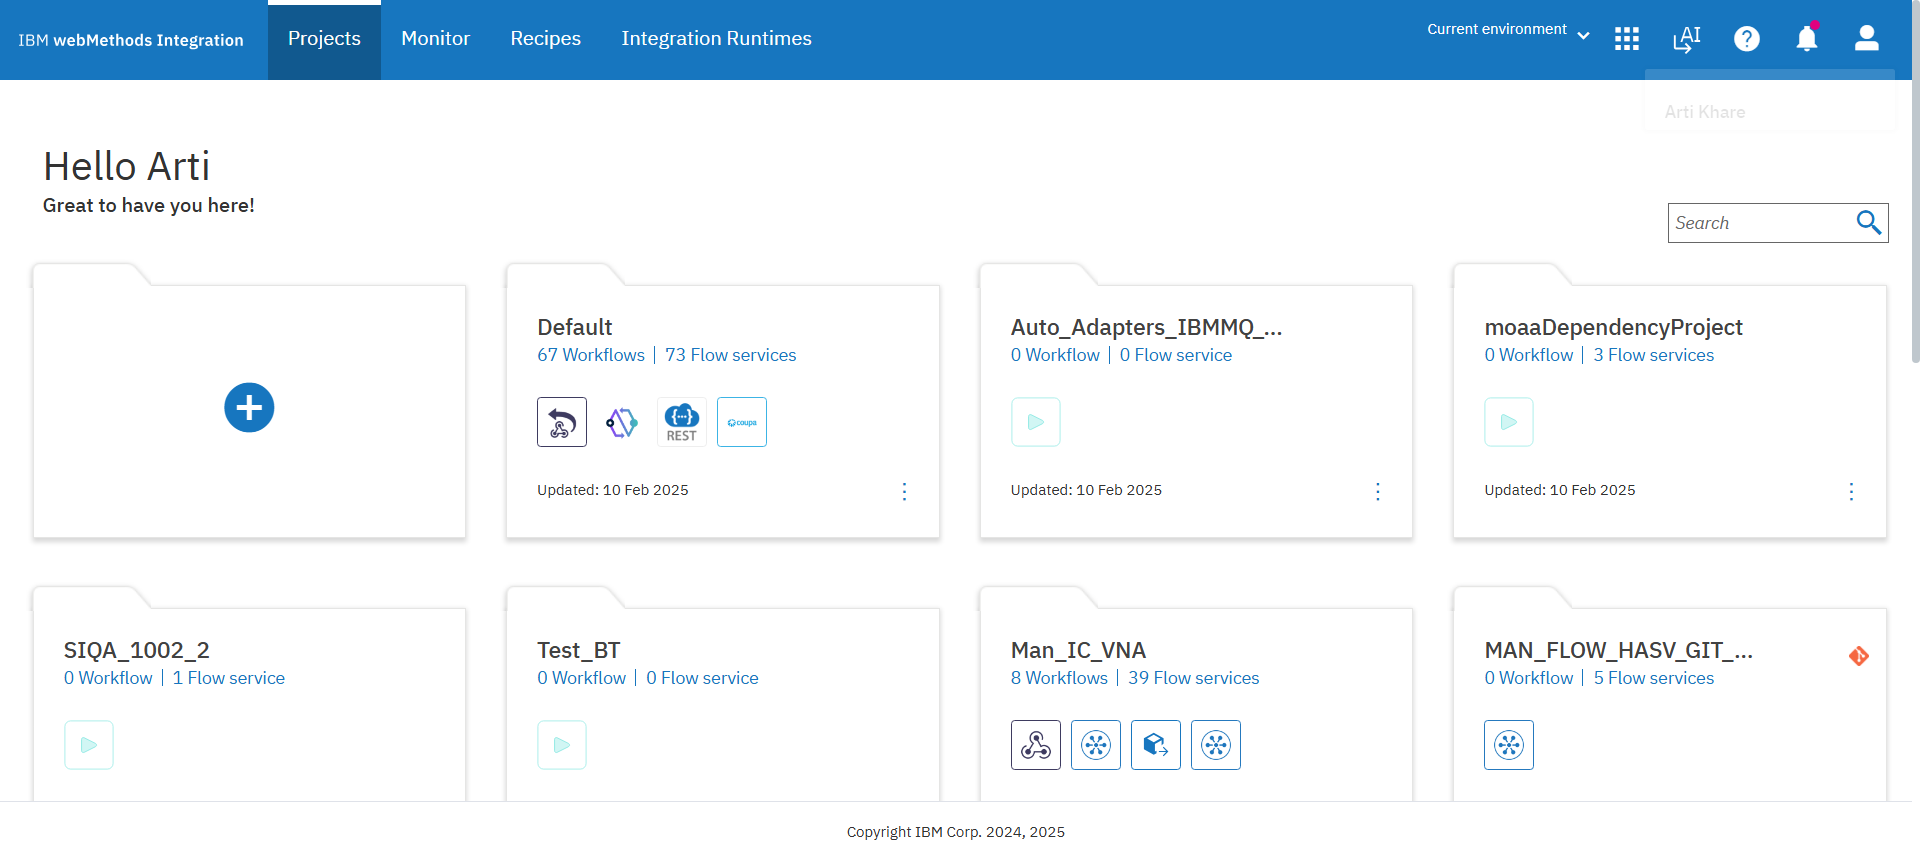 IBM webMethods Integration
Projects
Monitor
Recipes
Integration Runtimes
Current environment
AI
Arti Khare
Hello Arti
Great to have you here!
Search
Default
67 Workflows | 73 Flow services
REST
coupa
Updated: 10 Feb 2025
Auto_Adapters_IBMMQ_...
0 Workflow | 0 Flow service
Updated: 10 Feb 2025
moaaDependencyProject
0 Workflow | 3 Flow services
Updated: 10 Feb 2025
SIQA_1002_2
0 Workflow | 1 Flow service
Test_BT
0 Workflow | 0 Flow service
Man_IC_VNA
8 Workflows | 39 Flow services
MAN_FLOW_HASV_GIT_...
0 Workflow | 5 Flow services
Copyright IBM Corp. 2024, 2025